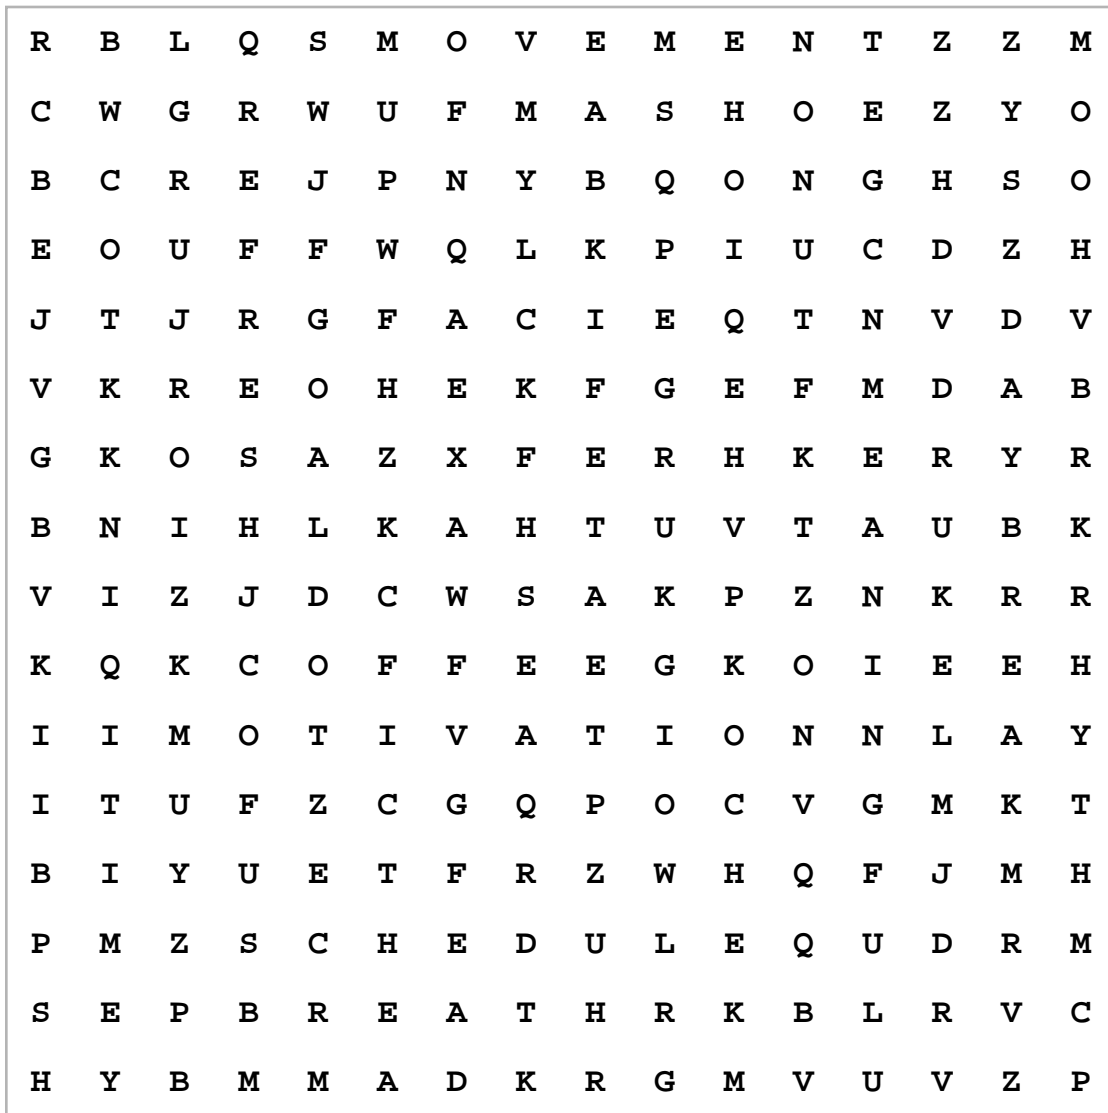 R B L Q S M O V E M E N T Z Z M
C W G R W U F M A S H O E Z Y O
B C R E J P N Y B Q O N G H S O
E O U F F W Q L K P I U C D Z H
J T J R G F A C I E Q T N V D V
V K R E O H E K F G E F M D A B
G K O S A Z X F E R H K E R Y R
B N I H L K A H T U V T A U B K
V I Z J D C W S A K P Z N K R R
K Q K C O F F E E G K O I E E H
I I M O T I V A T I O N N L A Y
I T U F Z C G Q P O C V G M K T
B I Y U E T F R Z W H Q F J M H
P M Z S C H E D U L E Q U D R M
S E P B R E A T H R K B L R V C
H Y B M M A D K R G M V U V Z P